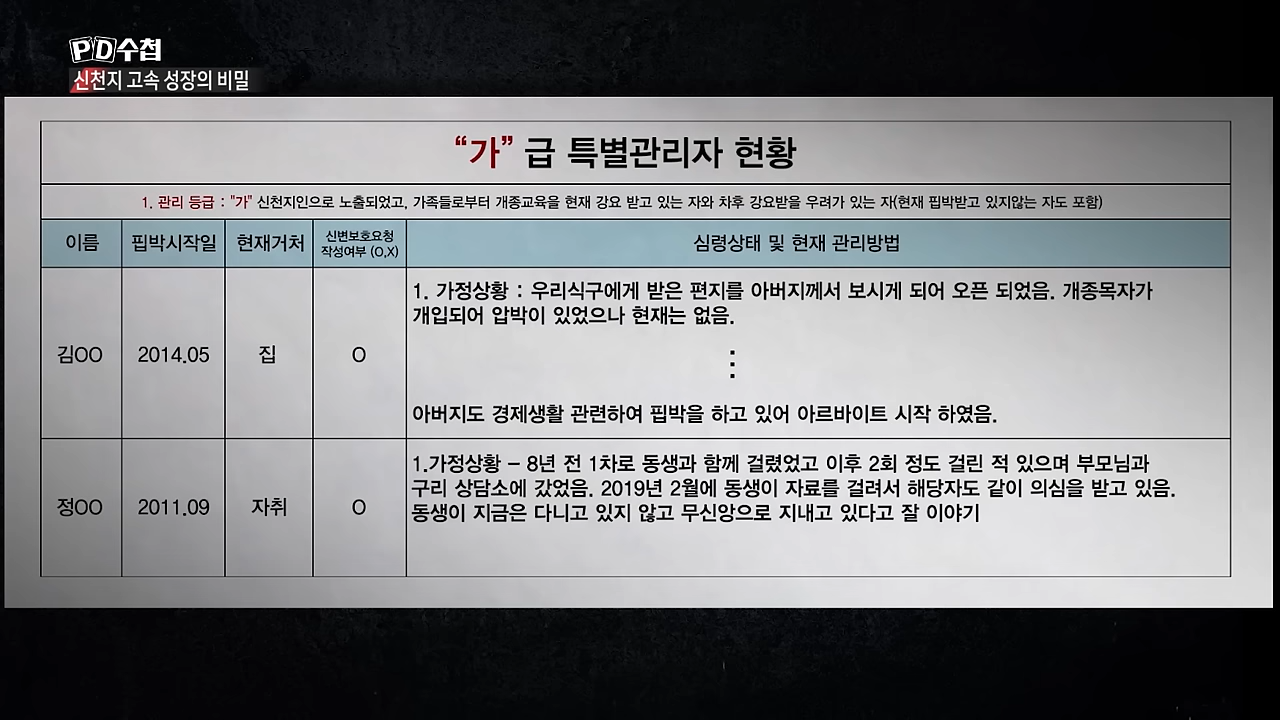 PD수첩
신천지 고속 성장의 비밀
“가” 급 특별관리자 현황
1. 관리 등급 : "가" 신천지인으로 노출되었고, 가족들로부터 개종교육을 현재 강요 받고 있는 자와 차후 강요받을 우려가 있는 자(현재 핍박받고 있지않는 자도 포함)
이름 핍박시작일 현재거처 신변보호요청 심령상태 및 현재 관리방법
작성여부 (O,X)
1. 가정상황 : 우리식구에게 받은 편지를 아버지께서 보시게 되어 오픈 되었음. 개종목자가
개입되어 압박이 있었으나 현재는 없음.
김OO 2014.05 집 O
⋮
아버지도 경제생활 관련하여 핍박을 하고 있어 아르바이트 시작 하였음.
1.가정상황 – 8년 전 1차로 동생과 함께 걸렸었고 이후 2회 정도 걸린 적 있으며 부모님과
구리 상담소에 갔었음. 2019년 2월에 동생이 자료를 걸려서 해당자도 같이 의심을 받고 있음.
정OO 2011.09 자취 O
동생이 지금은 다니고 있지 않고 무신앙으로 지내고 있다고 잘 이야기